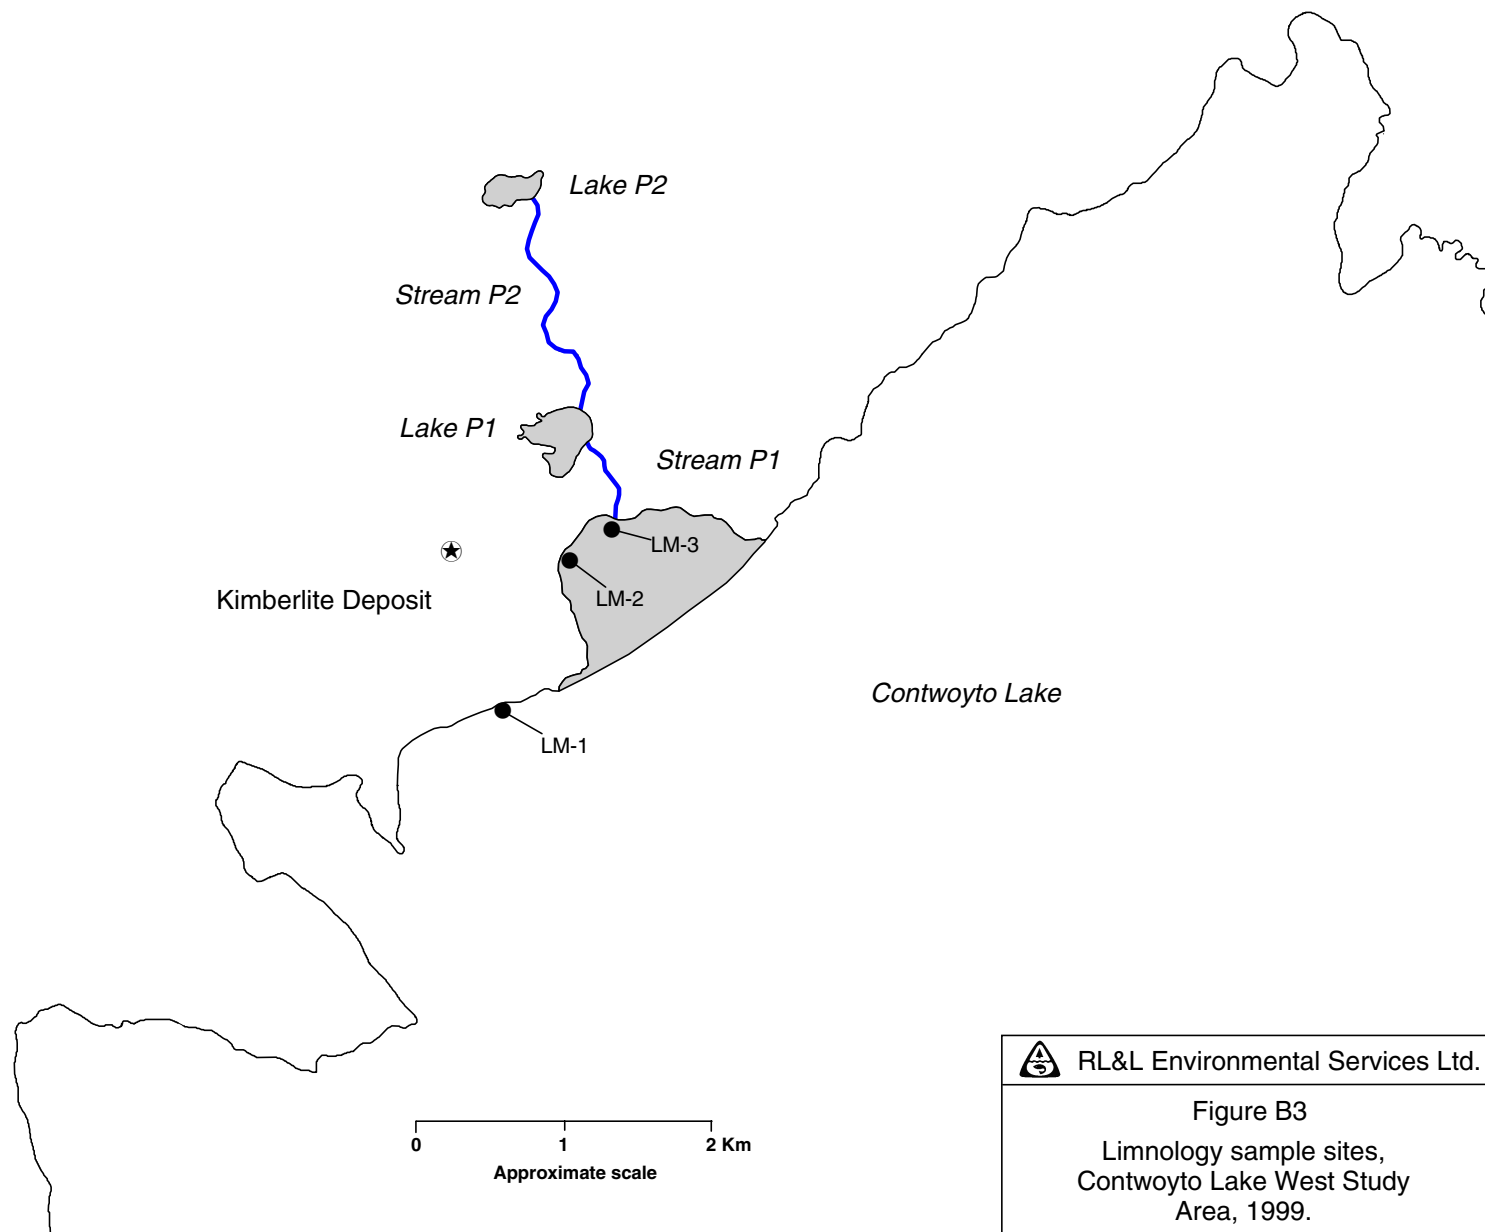 Lake P2
Stream P2
Lake P1
Stream P1
LM-3
Kimberlite Deposit
LM-2
Contwoyto Lake
LM-1
0 1 2 Km
Approximate scale
RL&L Environmental Services Ltd.
Figure B3
Limnology sample sites,
Contwoyto Lake West Study
Area, 1999.